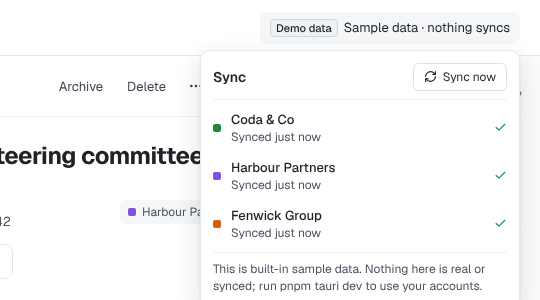 Demo data Sample data · nothing syncs
Archive Delete ···
Sync
Sync now
Coda & Co
Synced just now
Harbour Partners
Synced just now
Fenwick Group
Synced just now
This is built-in sample data. Nothing here is real or
synced; run pnpm tauri dev to use your accounts.
teering committee
Harbour Pa
42